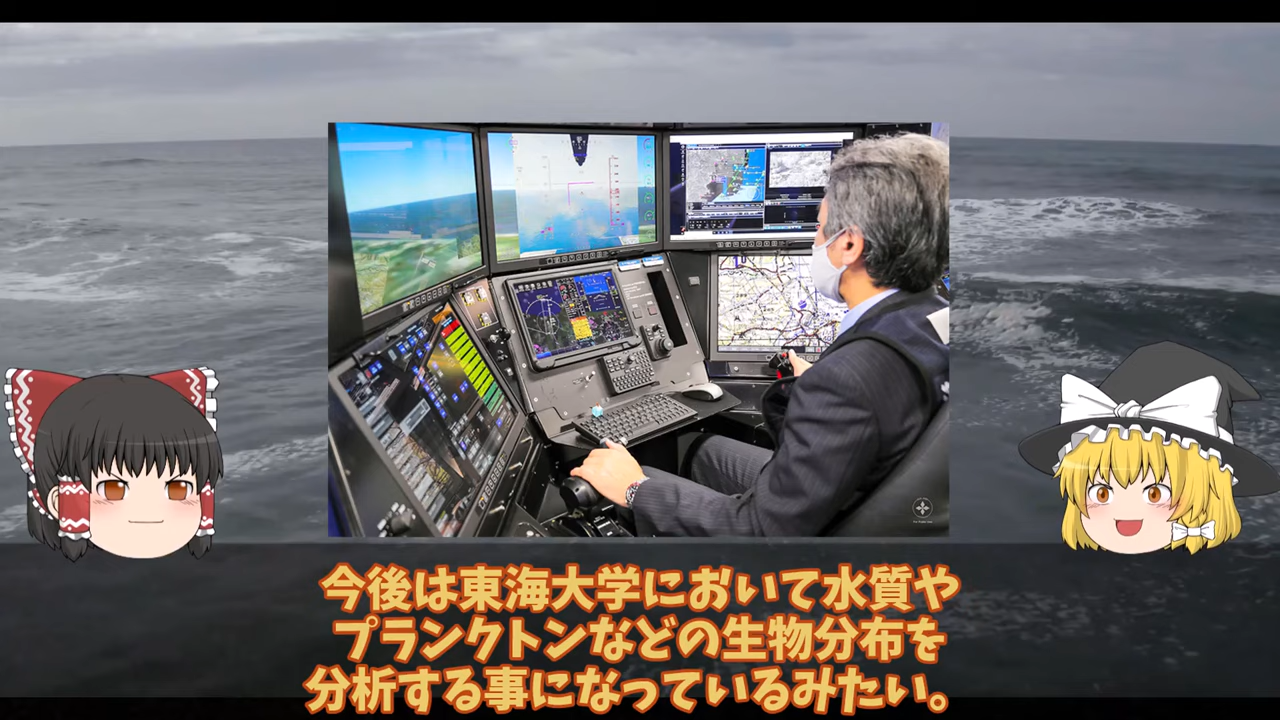 今後は東海大学において水質や
プランクトンなどの生物分布を
分析する事になっているみたい。